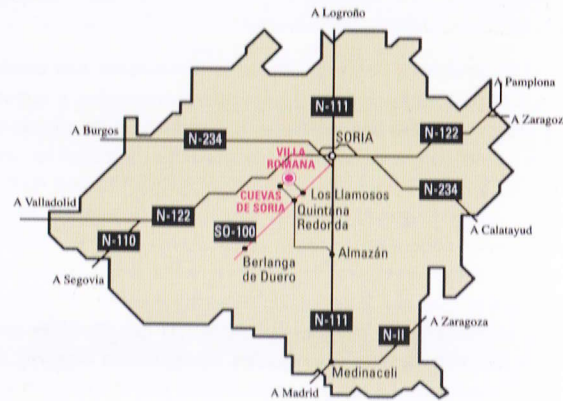 A Logroño
A Pamplona
N-111
A Zaragoz
A Burgos
N-234
SORIA
N-122
VILLA
ROMANA
Los Llamosos
N-234
CUEVAS
DE SORIA
Quintana
Redonda
A Valladolid
N-122
A Calatayud
N-110
SO-100
Almazán
A Segovia
Berlanga
de Duero
N-111
N-II
A Zaragoza
Medinaceli
A Madrid